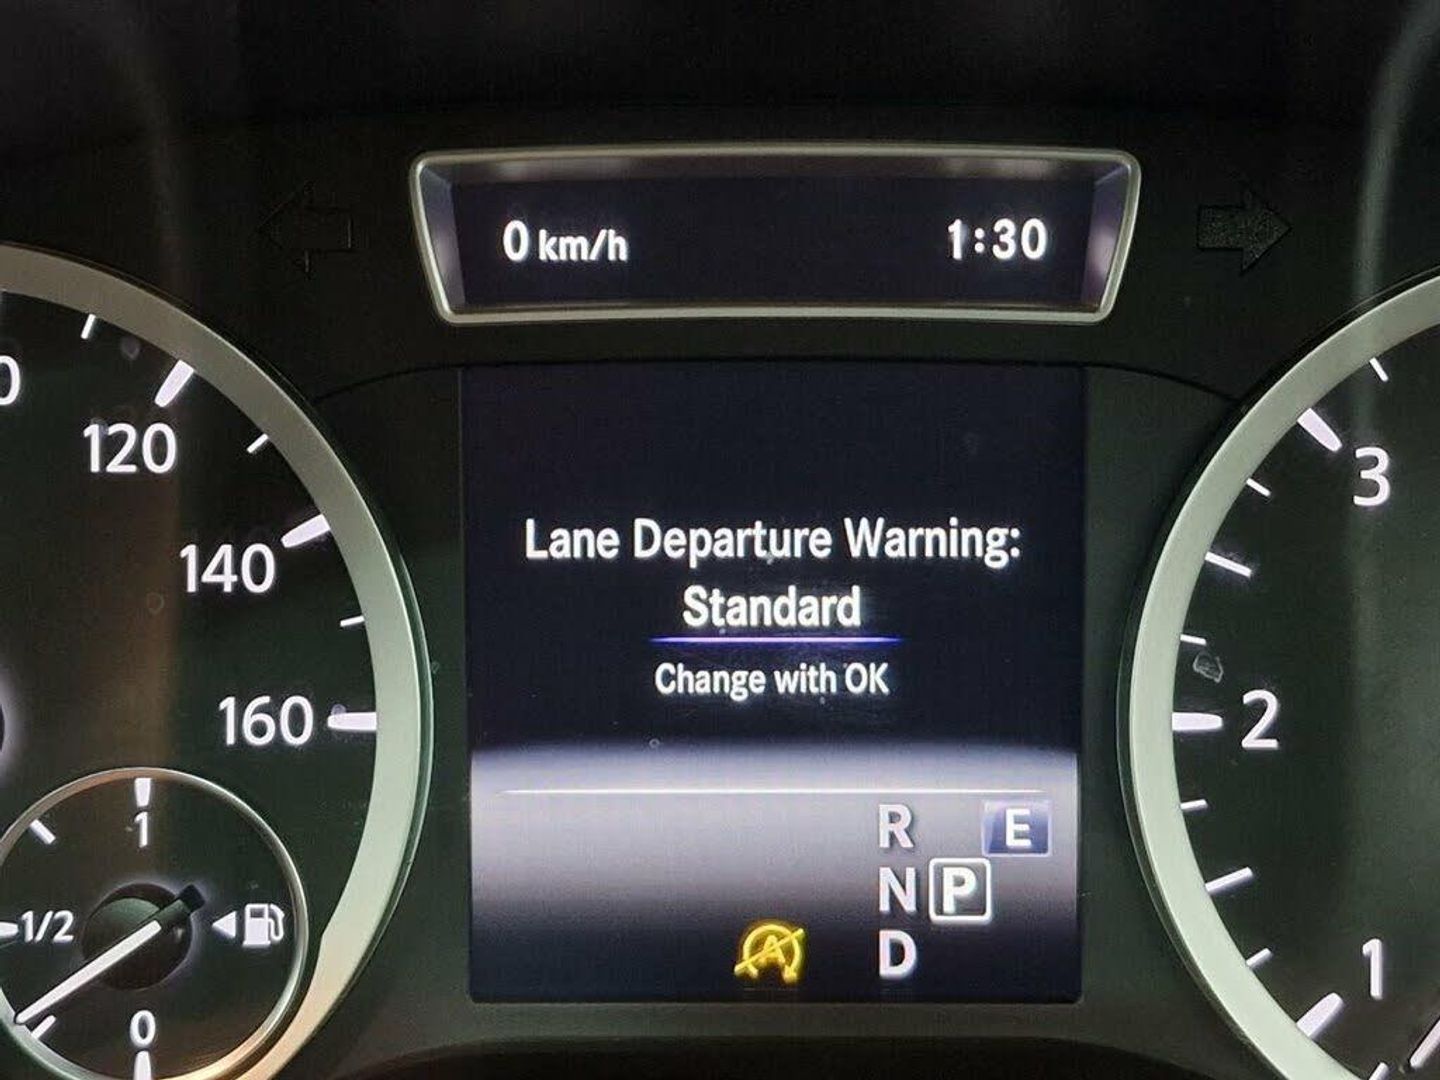 0 km/h 1:30
0
120
140
160
1
1/2
0
Lane Departure Warning:
Standard
Change with OK
R E
N P
D
A
3
2
1